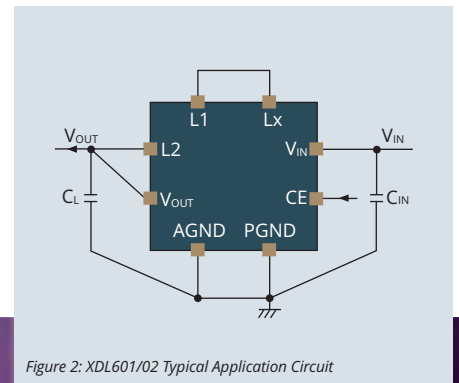 L1 Lx
VOUT VIN
L2 VIN
CL VOUT CE CIN
AGND PGND
Figure 2: XDL601/02 Typical Application Circuit